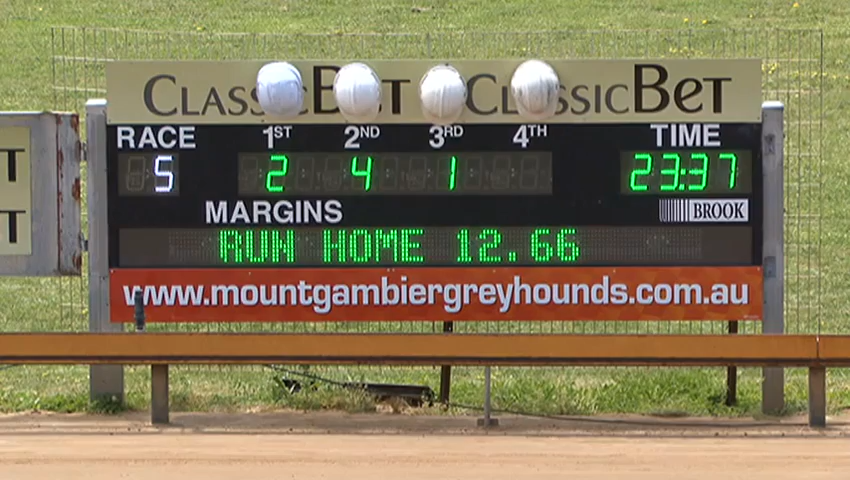 CLASSICBET CLASSICBET
RACE 1ST 2ND 3RD 4TH TIME
5 2 4 1 23:37
MARGINS BROOK
RUN HOME 12.66
www.mountgambiergreyhounds.com.au
T
T